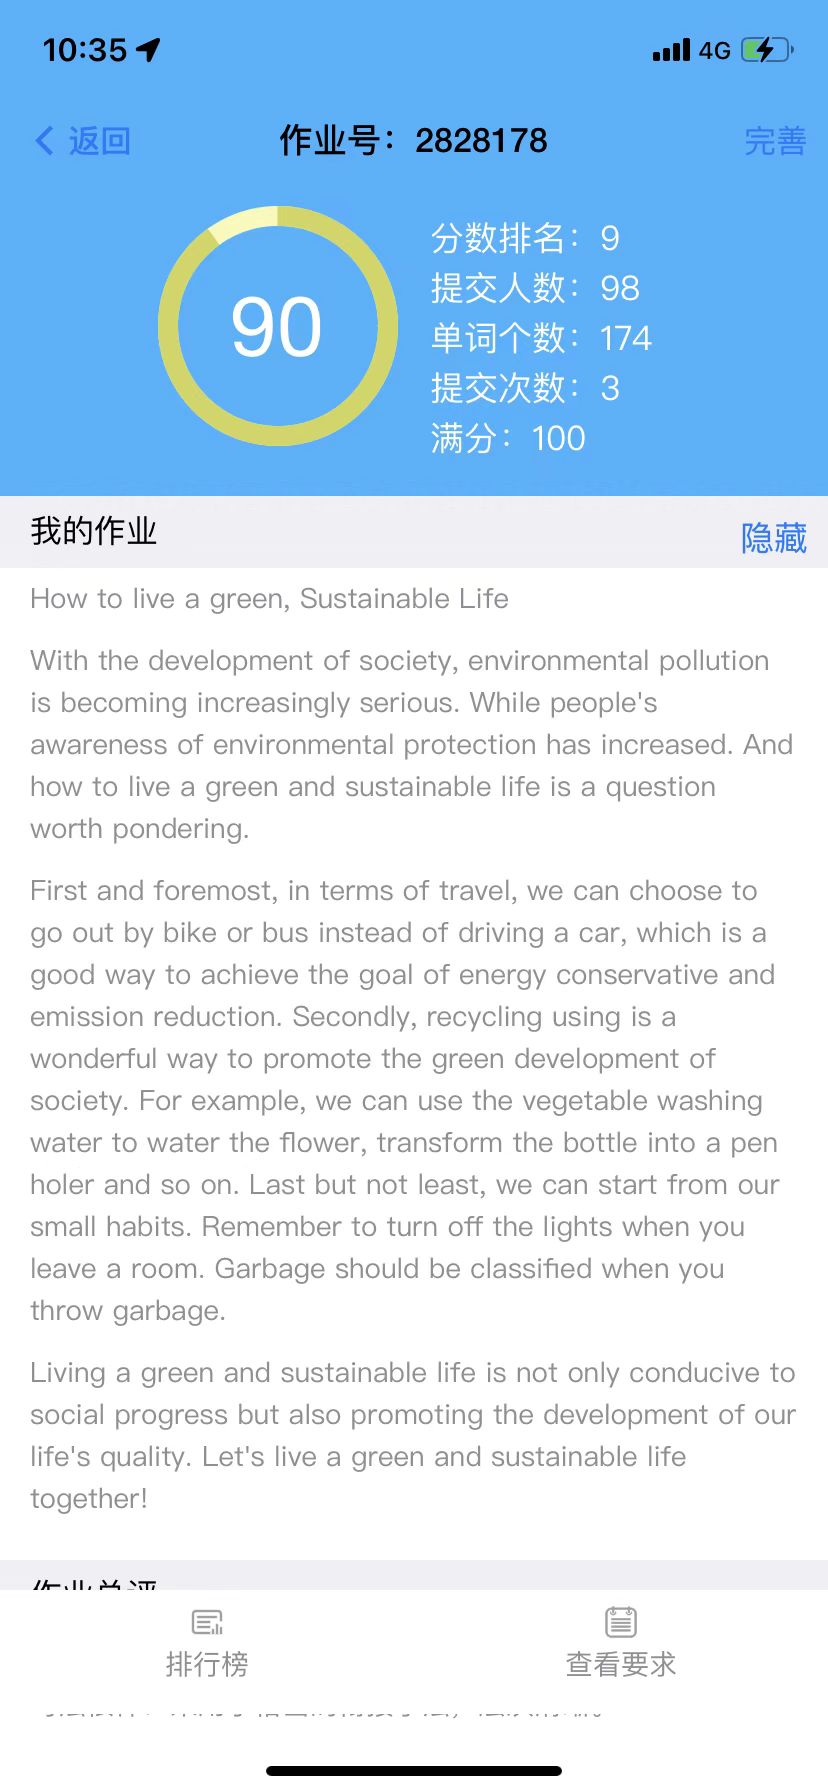 10:35
4G
返回
作业号：2828178
完善
90
分数排名：9
提交人数：98
单词个数：174
提交次数：3
满分：100
我的作业
隐藏
How to live a green, Sustainable Life
With the development of society, environmental pollution
is becoming increasingly serious. While people's
awareness of environmental protection has increased. And
how to live a green and sustainable life is a question
worth pondering.
First and foremost, in terms of travel, we can choose to
go out by bike or bus instead of driving a car, which is a
good way to achieve the goal of energy conservative and
emission reduction. Secondly, recycling using is a
wonderful way to promote the green development of
society. For example, we can use the vegetable washing
water to water the flower, transform the bottle into a pen
holer and so on. Last but not least, we can start from our
small habits. Remember to turn off the lights when you
leave a room. Garbage should be classified when you
throw garbage.
Living a green and sustainable life is not only conducive to
social progress but also promoting the development of our
life's quality. Let's live a green and sustainable life
together!
作业总评
排行榜
查看要求